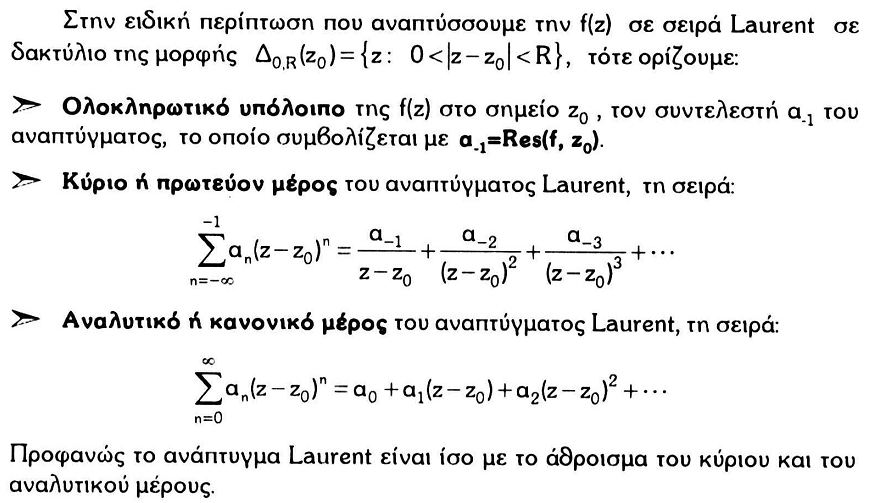 Στην ειδική περίπτωση που αναπτύσσουμε την f(z) σε σειρά Laurent σε
δακτύλιο της μορφής Δ₀,R(z₀)={z: 0<|z−z₀|<R}, τότε ορίζουμε:
➢ Ολοκληρωτικό υπόλοιπο της f(z) στο σημείο z₀ , τον συντελεστή α₋₁ του
αναπτύγματος, το οποίο συμβολίζεται με α₋₁=Res(f, z₀).
➢ Κύριο ή πρωτεύον μέρος του αναπτύγματος Laurent, τη σειρά:
∑_{n=−∞}^{−1} αₙ(z−z₀)ⁿ = α₋₁/(z−z₀) + α₋₂/(z−z₀)² + α₋₃/(z−z₀)³ + ⋯
➢ Αναλυτικό ή κανονικό μέρος του αναπτύγματος Laurent, τη σειρά:
∑_{n=0}^{∞} αₙ(z−z₀)ⁿ = α₀ + α₁(z−z₀) + α₂(z−z₀)² + ⋯
Προφανώς το ανάπτυγμα Laurent είναι ίσο με το άθροισμα του κύριου και του
αναλυτικού μέρους.